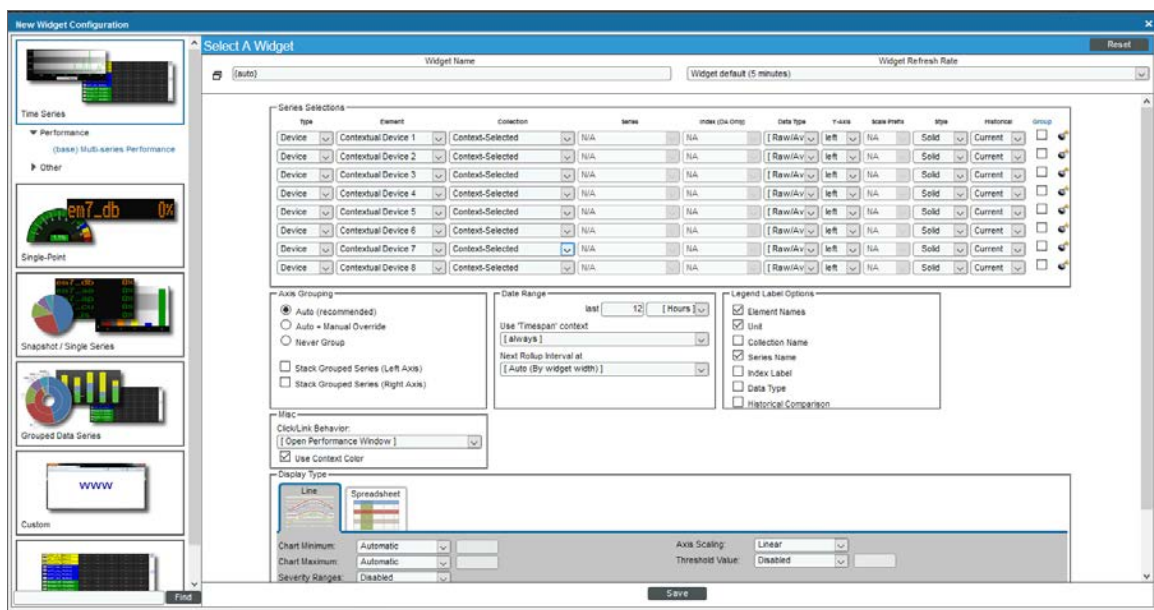 New Widget Configuration
Select A Widget
Reset
Widget Name
Widget Refresh Rate
{auto}
Widget default (5 minutes)
Time Series
Performance
(base) Multi-series Performance
Other
em7_db 0%
Single-Point
Snapshot / Single Series
Grouped Data Series
www
Custom
Find
Series Selections
Type Element Collection Series Index (DA Only) Data Type Y-Axis Scale Prefix Style Historical Group
Device Contextual Device 1 Context-Selected N/A NA [ Raw/Av left NA Solid Current
Device Contextual Device 2 Context-Selected N/A NA [ Raw/Av left NA Solid Current
Device Contextual Device 3 Context-Selected N/A NA [ Raw/Av left NA Solid Current
Device Contextual Device 4 Context-Selected N/A NA [ Raw/Av left NA Solid Current
Device Contextual Device 5 Context-Selected N/A NA [ Raw/Av left NA Solid Current
Device Contextual Device 6 Context-Selected N/A NA [ Raw/Av left NA Solid Current
Device Contextual Device 7 Context-Selected N/A NA [ Raw/Av left NA Solid Current
Device Contextual Device 8 Context-Selected N/A NA [ Raw/Av left NA Solid Current
Axis Grouping
Auto (recommended)
Auto + Manual Override
Never Group
Stack Grouped Series (Left Axis)
Stack Grouped Series (Right Axis)
Date Range
last 12 [ Hours ]
Use 'Timespan' context
[ always ]
Next Rollup Interval at
[ Auto (By widget width) ]
Legend Label Options
Element Names
Unit
Collection Name
Series Name
Index Label
Data Type
Historical Comparison
Misc
Click/Link Behavior:
[ Open Performance Window ]
Use Context Color
Display Type
Line
Spreadsheet
Chart Minimum: Automatic
Axis Scaling: Linear
Chart Maximum: Automatic
Threshold Value: Disabled
Severity Ranges: Disabled
Save